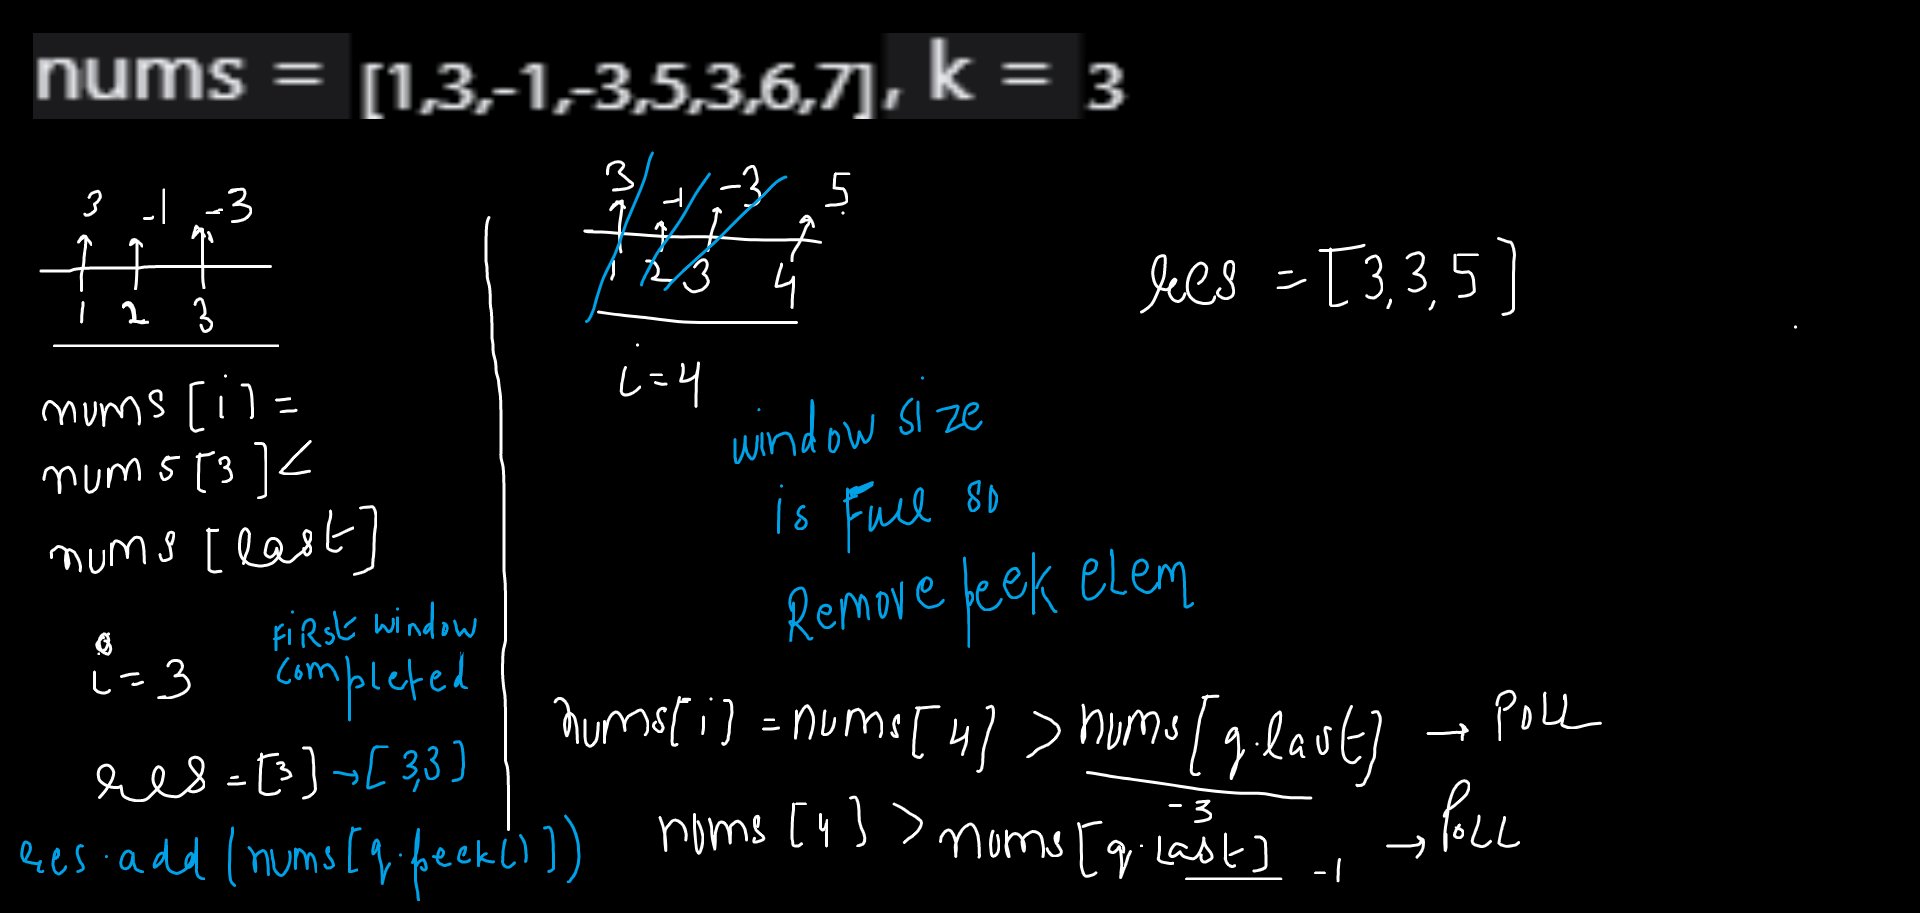 nums = [1,3,-1,-3,5,3,6,7], k = 3
3 -1 -3
1 2 3
nums [i] =
nums [3] <
nums [last]
i = 3
First window
completed
res = [3] → [3,3]
res.add (nums[q.peek()])
3 -1 -3 5
1 2 3 4
i = 4
window size
is Full so
Remove peek elem
nums[i] = nums[4] > nums[q.last] → POLL
-3
nums [4] > nums[q.last] → POLL
-1
res = [3,3,5]